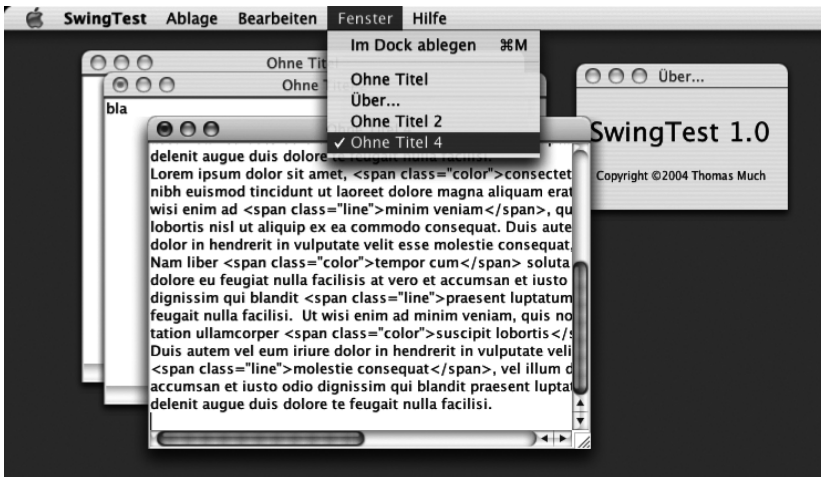 SwingTest Ablage Bearbeiten Fenster Hilfe
Im Dock ablegen ⌘M
Ohne Titel
Über...
Ohne Titel 2
✓ Ohne Titel 4
Ohne Tit
Ohne
bla
Über...
SwingTest 1.0
Copyright ©2004 Thomas Much
delenit augue duis dolore te feugait nulla facilisi.
Lorem ipsum dolor sit amet, <span class="color">consectet
nibh euismod tincidunt ut laoreet dolore magna aliquam erat
wisi enim ad <span class="line">minim veniam</span>, qu
lobortis nisl ut aliquip ex ea commodo consequat. Duis aute
dolor in hendrerit in vulputate velit esse molestie consequat,
Nam liber <span class="color">tempor cum</span> soluta
dolore eu feugiat nulla facilisis at vero et accumsan et iusto
dignissim qui blandit <span class="line">praesent luptatum
feugait nulla facilisi.  Ut wisi enim ad minim veniam, quis no
tation ullamcorper <span class="color">suscipit lobortis</s
Duis autem vel eum iriure dolor in hendrerit in vulputate veli
<span class="line">molestie consequat</span>, vel illum d
accumsan et iusto odio dignissim qui blandit praesent luptat
delenit augue duis dolore te feugait nulla facilisi.